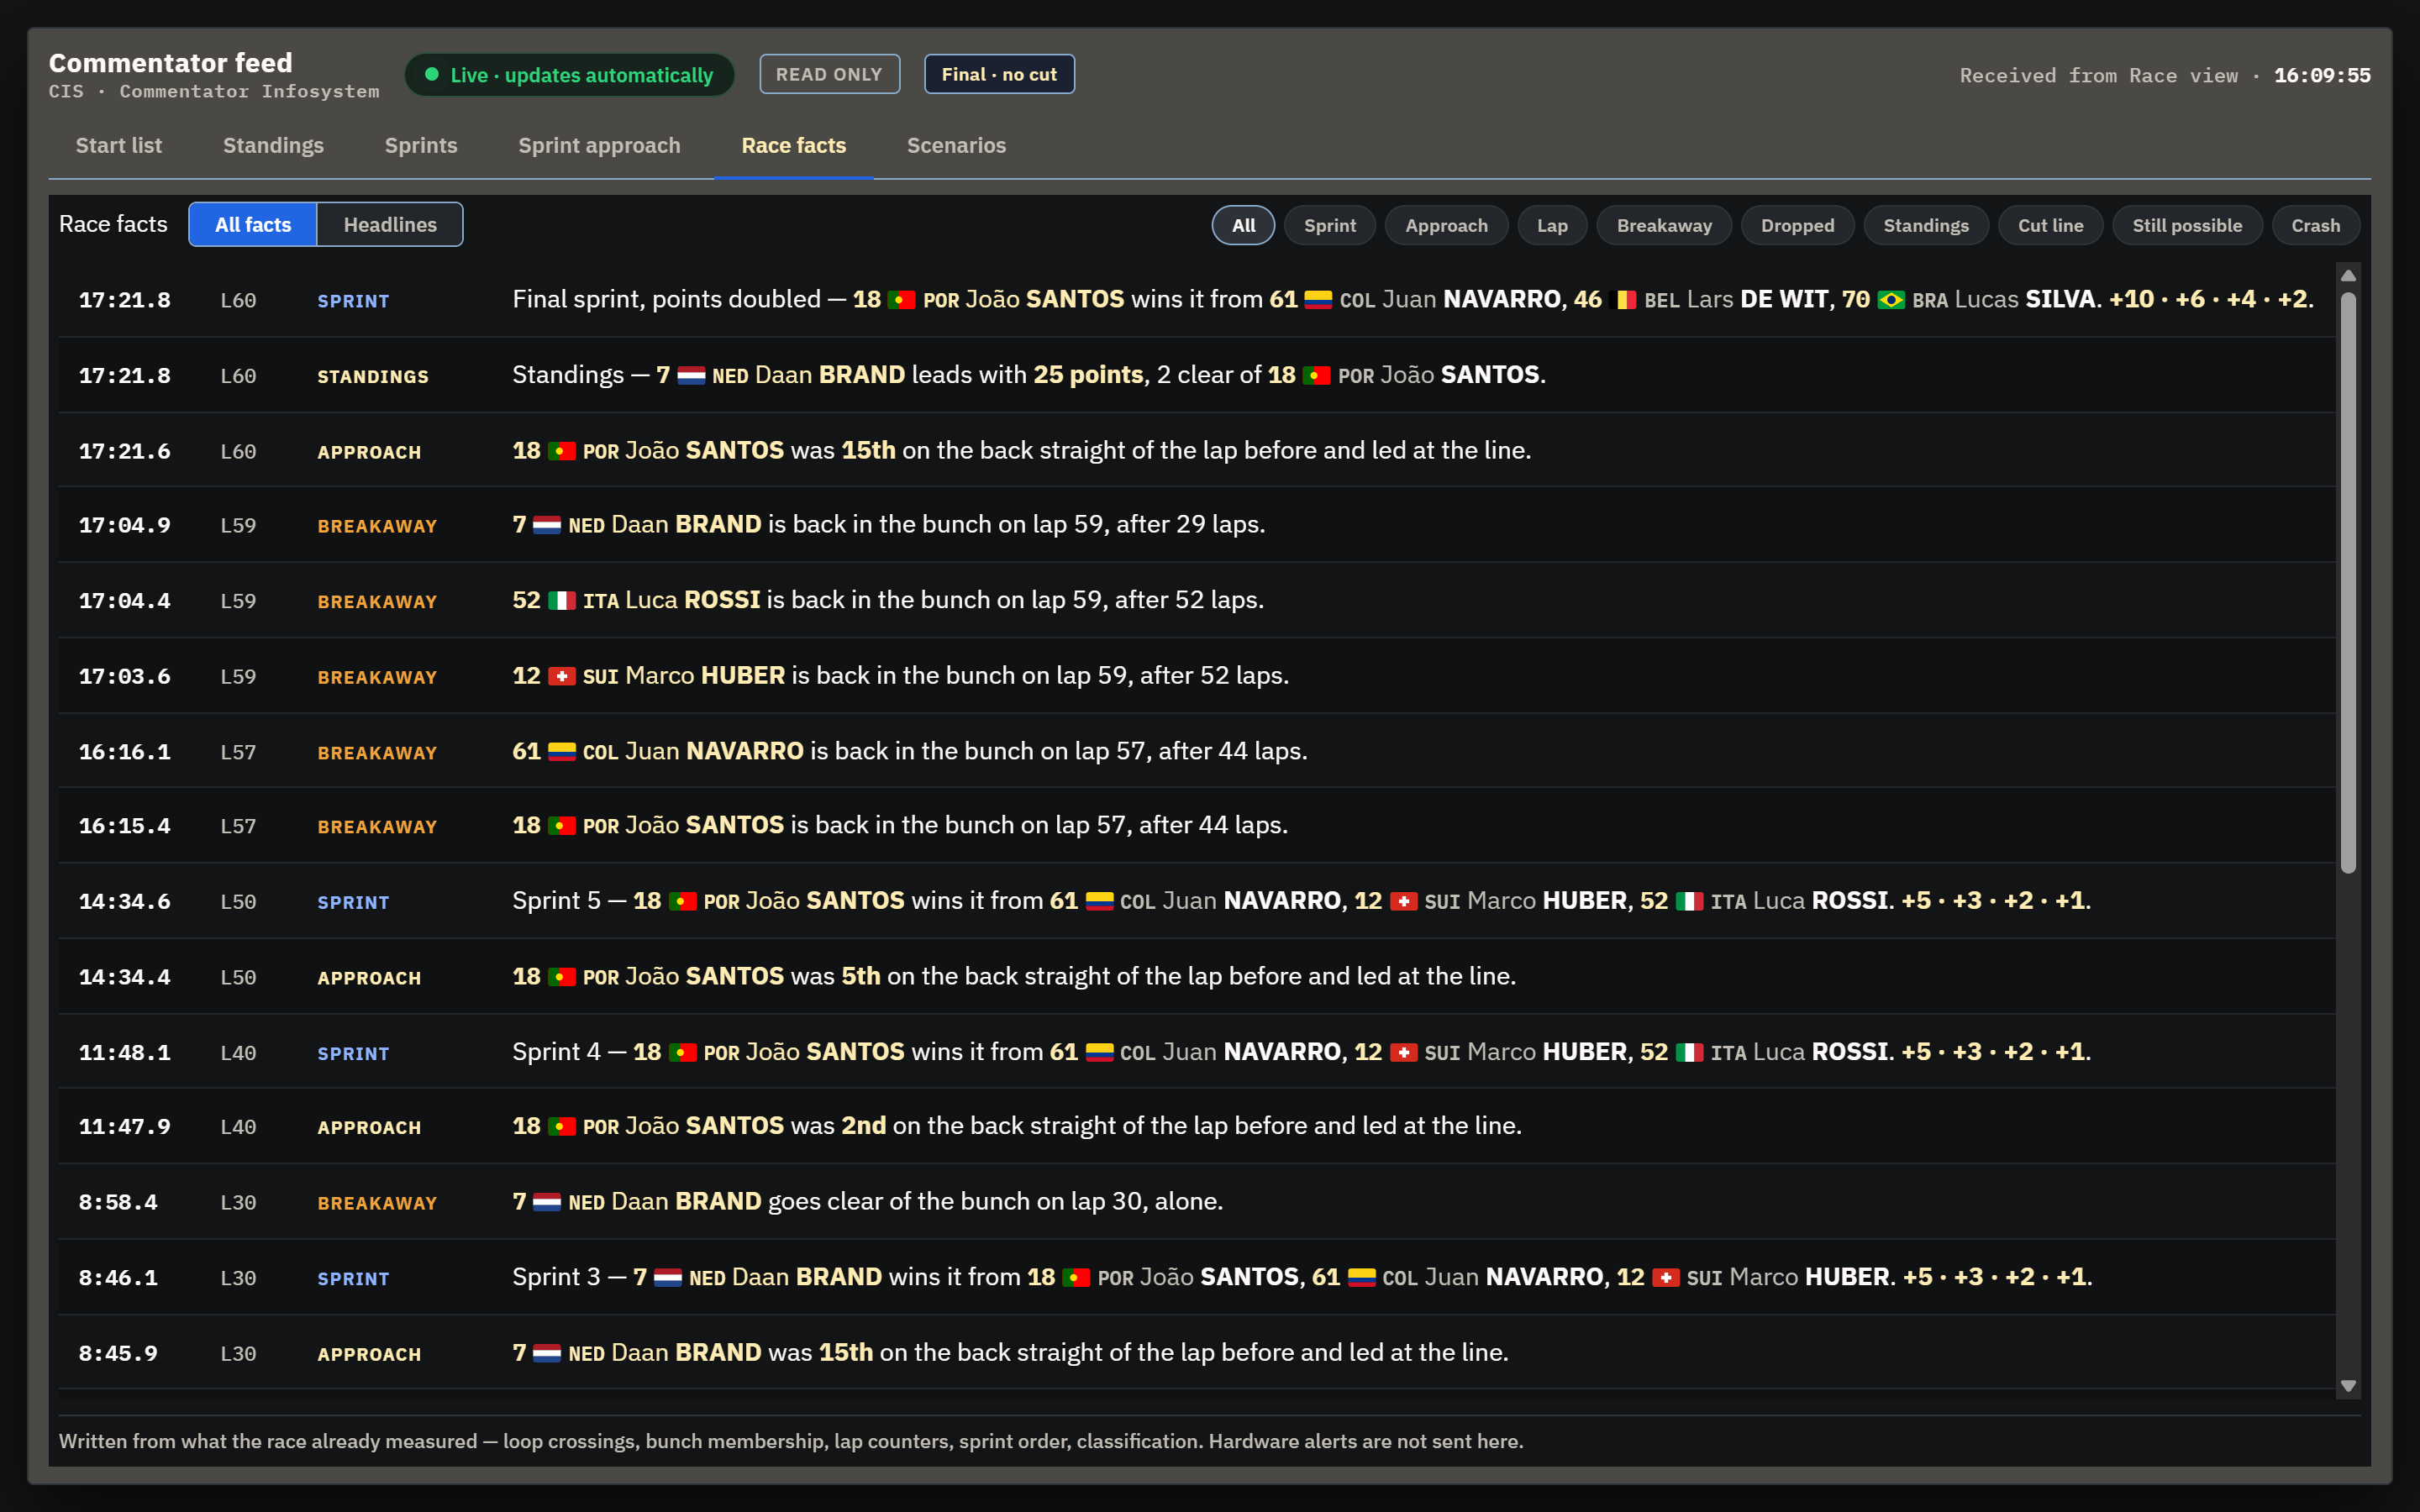 Commentator feed
CIS · Commentator Infosystem
Live · updates automatically
READ ONLY
Final · no cut
Received from Race view · 16:09:55
Start list Standings Sprints Sprint approach Race facts Scenarios
Race facts All facts Headlines All Sprint Approach Lap Breakaway Dropped Standings Cut line Still possible Crash
17:21.8 L60 SPRINT Final sprint, points doubled — 18 POR João SANTOS wins it from 61 COL Juan NAVARRO, 46 BEL Lars DE WIT, 70 BRA Lucas SILVA. +10 · +6 · +4 · +2.
17:21.8 L60 STANDINGS Standings — 7 NED Daan BRAND leads with 25 points, 2 clear of 18 POR João SANTOS.
17:21.6 L60 APPROACH 18 POR João SANTOS was 15th on the back straight of the lap before and led at the line.
17:04.9 L59 BREAKAWAY 7 NED Daan BRAND is back in the bunch on lap 59, after 29 laps.
17:04.4 L59 BREAKAWAY 52 ITA Luca ROSSI is back in the bunch on lap 59, after 52 laps.
17:03.6 L59 BREAKAWAY 12 SUI Marco HUBER is back in the bunch on lap 59, after 52 laps.
16:16.1 L57 BREAKAWAY 61 COL Juan NAVARRO is back in the bunch on lap 57, after 44 laps.
16:15.4 L57 BREAKAWAY 18 POR João SANTOS is back in the bunch on lap 57, after 44 laps.
14:34.6 L50 SPRINT Sprint 5 — 18 POR João SANTOS wins it from 61 COL Juan NAVARRO, 12 SUI Marco HUBER, 52 ITA Luca ROSSI. +5 · +3 · +2 · +1.
14:34.4 L50 APPROACH 18 POR João SANTOS was 5th on the back straight of the lap before and led at the line.
11:48.1 L40 SPRINT Sprint 4 — 18 POR João SANTOS wins it from 61 COL Juan NAVARRO, 12 SUI Marco HUBER, 52 ITA Luca ROSSI. +5 · +3 · +2 · +1.
11:47.9 L40 APPROACH 18 POR João SANTOS was 2nd on the back straight of the lap before and led at the line.
8:58.4 L30 BREAKAWAY 7 NED Daan BRAND goes clear of the bunch on lap 30, alone.
8:46.1 L30 SPRINT Sprint 3 — 7 NED Daan BRAND wins it from 18 POR João SANTOS, 61 COL Juan NAVARRO, 12 SUI Marco HUBER. +5 · +3 · +2 · +1.
8:45.9 L30 APPROACH 7 NED Daan BRAND was 15th on the back straight of the lap before and led at the line.
Written from what the race already measured — loop crossings, bunch membership, lap counters, sprint order, classification. Hardware alerts are not sent here.